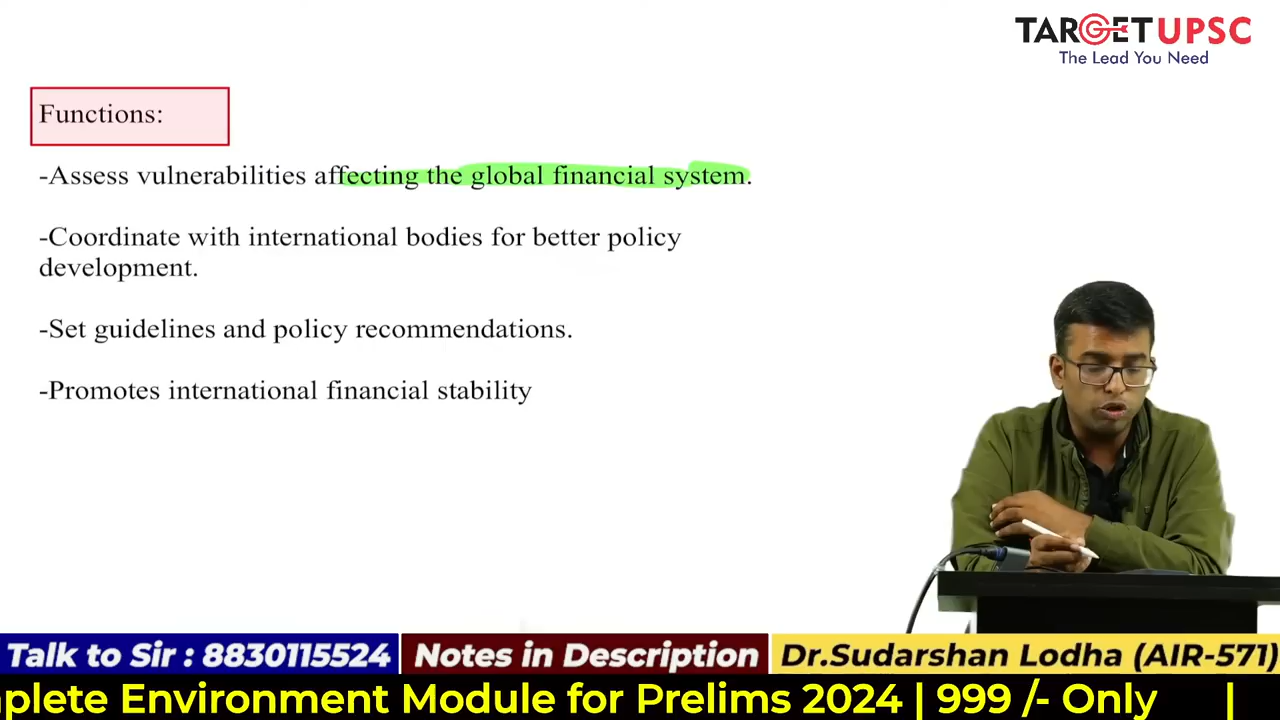 TARGET UPSC
The Lead You Need
Functions:
-Assess vulnerabilities affecting the global financial system.
-Coordinate with international bodies for better policy
development.
-Set guidelines and policy recommendations.
-Promotes international financial stability
Talk to Sir : 8830115524
Notes in Description
Dr.Sudarshan Lodha (AIR-571)
Environment Module for Prelims 2024 | 999 /- Only |